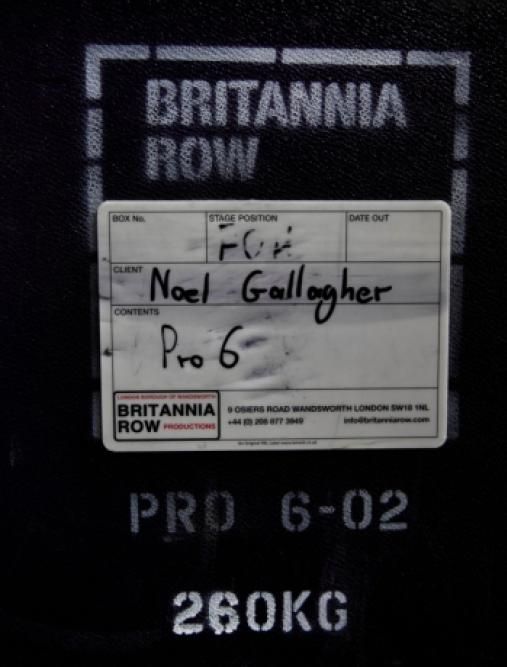 BRITANNIA
ROW
BOX No.
STAGE POSITION
DATE OUT
FOH
CLIENT
Noel Gallagher
CONTENTS
Pro 6
LONDON BOROUGH OF WANDSWORTH
BRITANNIA
ROW PRODUCTIONS
9 OSIERS ROAD WANDSWORTH LONDON SW18 1NL
+44 (0) 208 877 3949 info@britanniarow.com
PRO 6-02
260KG